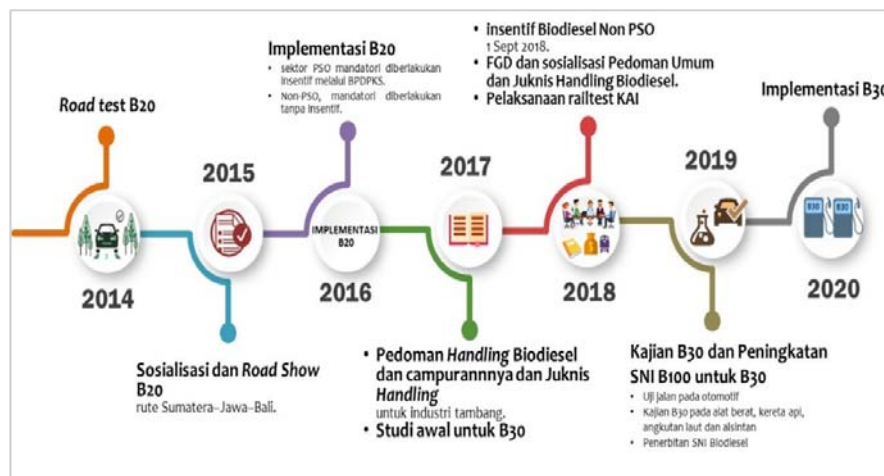 Road test B20
2014
2015
Sosialisasi dan Road Show
B20
rute Sumatera–Jawa–Bali.
Implementasi B20
• sektor PSO mandatori diberlakukan
insentif melalui BPDPKS.
• Non-PSO, mandatori diberlakukan
tanpa insentif.
IMPLEMENTASI
B20
2016
2017
• Pedoman Handling Biodiesel
dan campurannnya dan Juknis
Handling
untuk industri tambang.
• Studi awal untuk B30
• insentif Biodiesel Non PSO
1 Sept 2018.
• FGD dan sosialisasi Pedoman Umum
dan Juknis Handling Biodiesel.
• Pelaksanaan railtest KAI
2018
2019
Kajian B30 dan Peningkatan
SNI B100 untuk B30
• Uji jalan pada otomotif
• Kajian B30 pada alat berat, kereta api,
angkutan laut dan alsintan
• Penerbitan SNI Biodiesel
Implementasi B30
B30 B30
2020